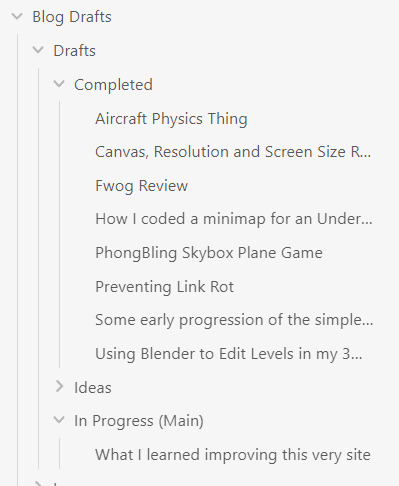 Blog Drafts
Drafts
Completed
Aircraft Physics Thing
Canvas, Resolution and Screen Size R...
Fwog Review
How I coded a minimap for an Under...
PhongBling Skybox Plane Game
Preventing Link Rot
Some early progression of the simple...
Using Blender to Edit Levels in my 3...
Ideas
In Progress (Main)
What I learned improving this very site